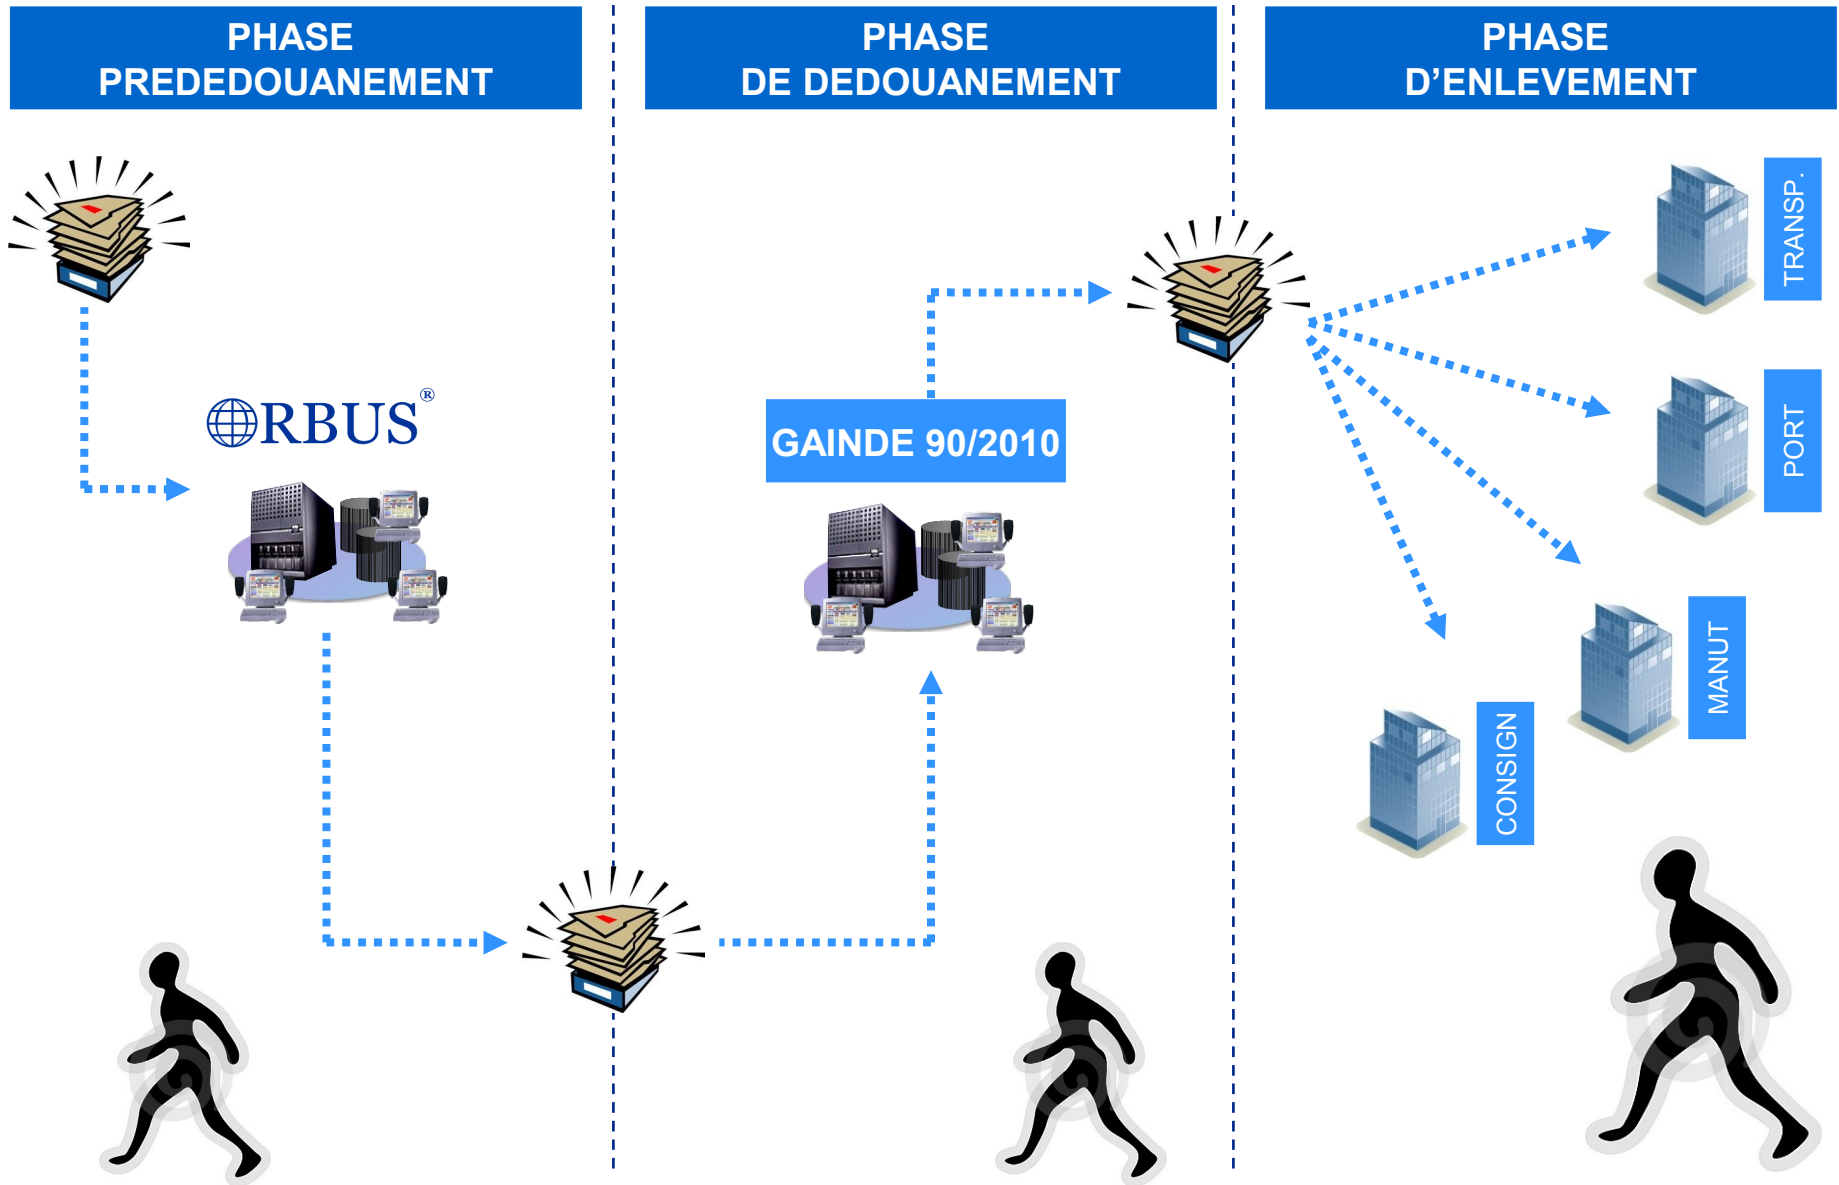 PHASE
PREDEDOUANEMENT
PHASE
DE DEDOUANEMENT
PHASE
D’ENLEVEMENT
TRANSP.
ORBUS®
GAINDE 90/2010
PORT
MANUT
CONSIGN